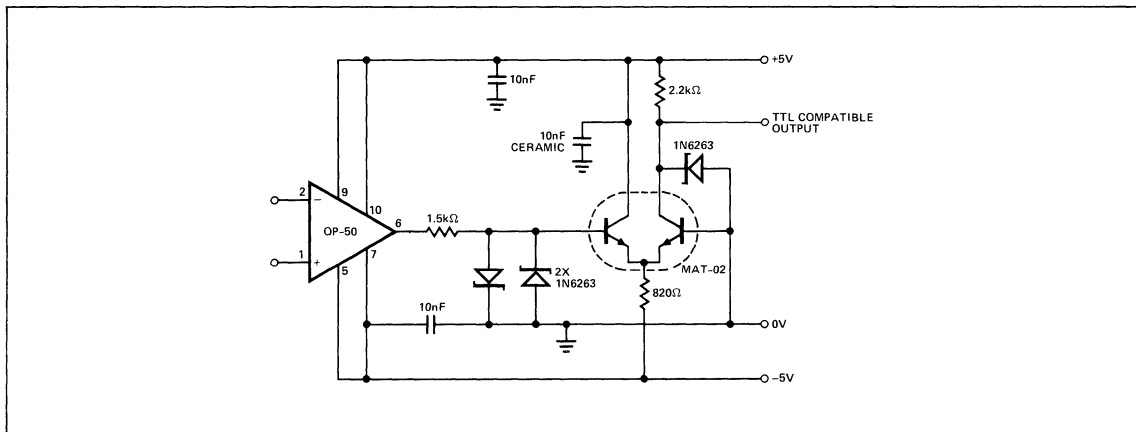 +5V
10nF
2.2kΩ
TTL COMPATIBLE
OUTPUT
10nF
CERAMIC
1N6263
2
−
9
10
OP-50
6
1.5kΩ
1
+
7
5
2X
1N6263
MAT-02
820Ω
10nF
0V
−5V